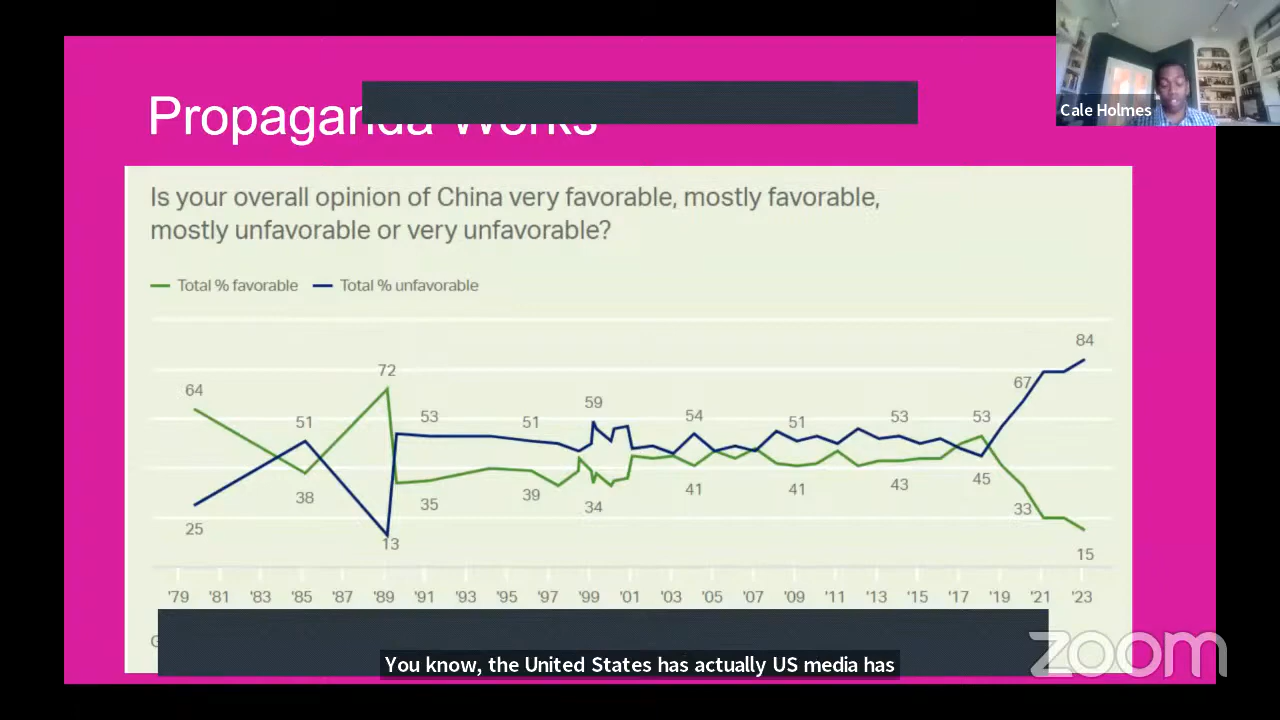 Propaganda Works
Cale Holmes
Is your overall opinion of China very favorable, mostly favorable,
mostly unfavorable or very unfavorable?
Total % favorable Total % unfavorable
64 51 72 53 51 59 54 51 53 53 67 84
25 38 13 35 39 34 41 41 43 45 33 15
'79 '81 '83 '85 '87 '89 '91 '93 '95 '97 '99 '01 '03 '05 '07 '09 '11 '13 '15 '17 '19 '21 '23
You know, the United States has actually US media has
zoom